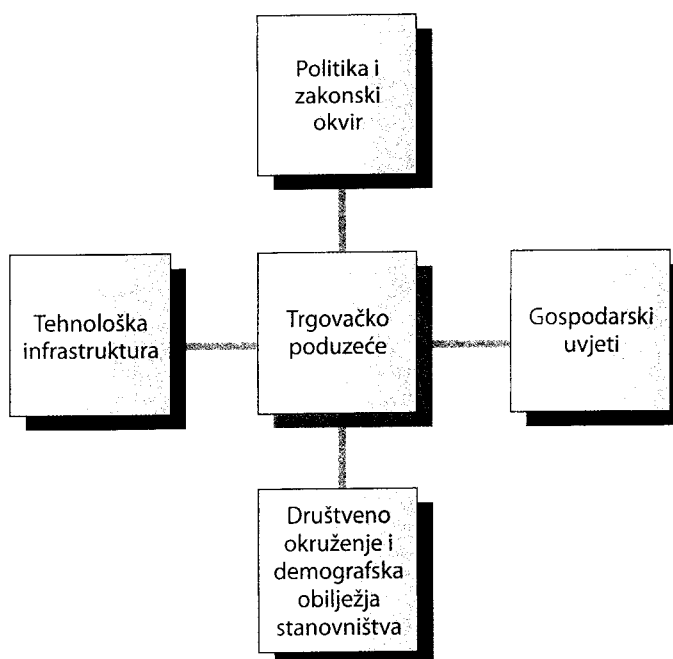 Politika i
zakonski
okvir
Tehnološka
infrastruktura
Trgovačko
poduzeće
Gospodarski
uvjeti
Društveno
okruženje i
demografska
obilježja
stanovništva